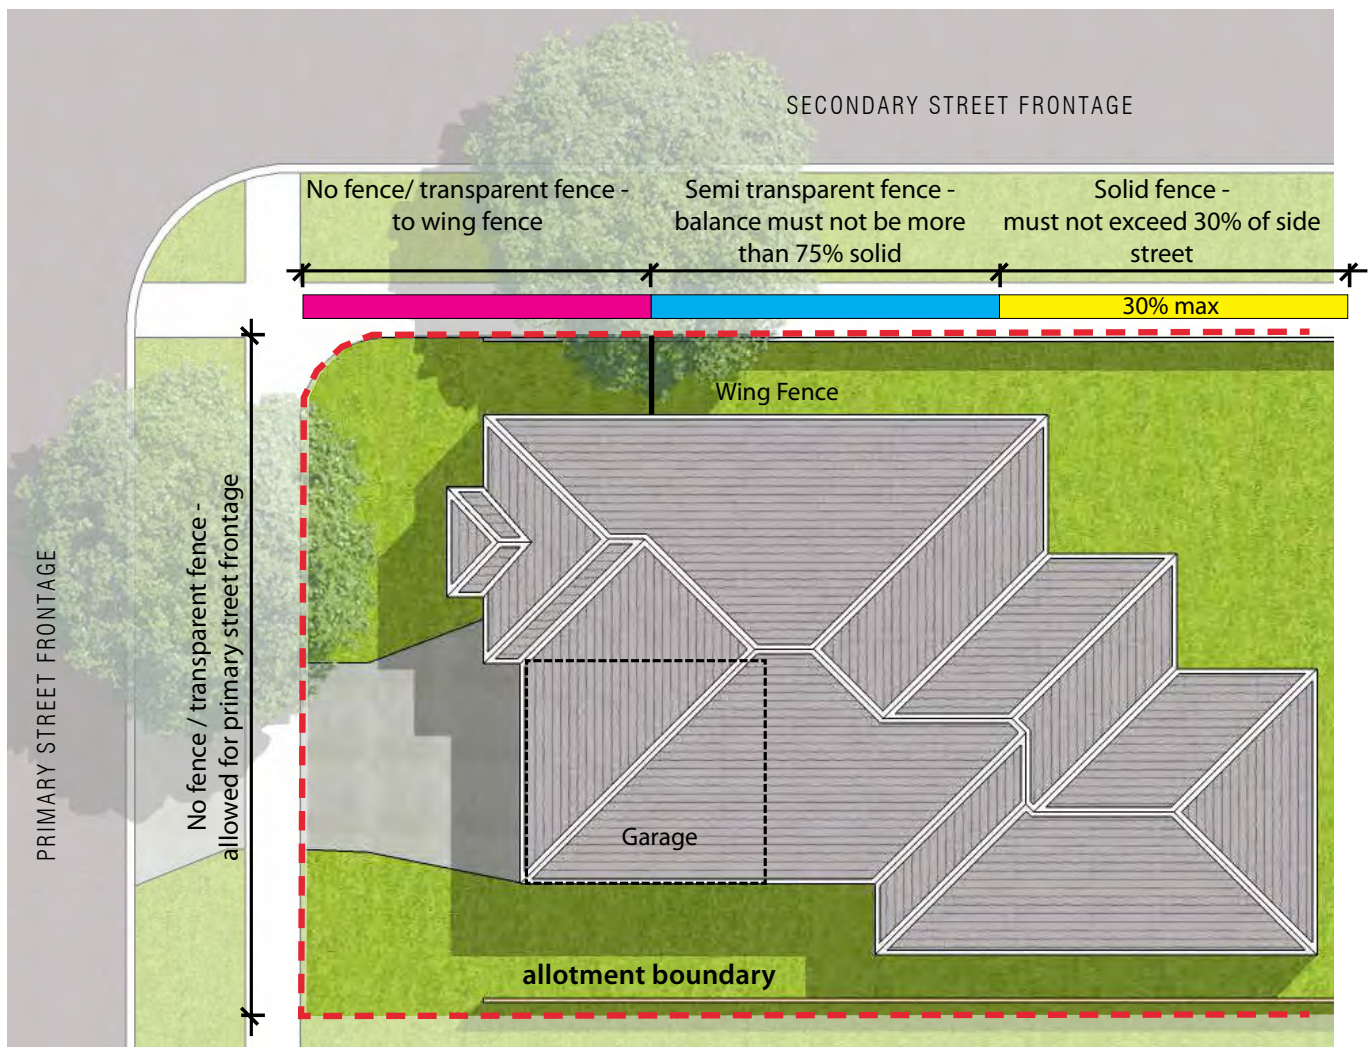 SECONDARY STREET FRONTAGE
No fence/ transparent fence -
to wing fence
Semi transparent fence -
balance must not be more
than 75% solid
Solid fence -
must not exceed 30% of side
street
30% max
Wing Fence
PRIMARY STREET FRONTAGE
No fence / transparent fence -
allowed for primary street frontage
Garage
allotment boundary